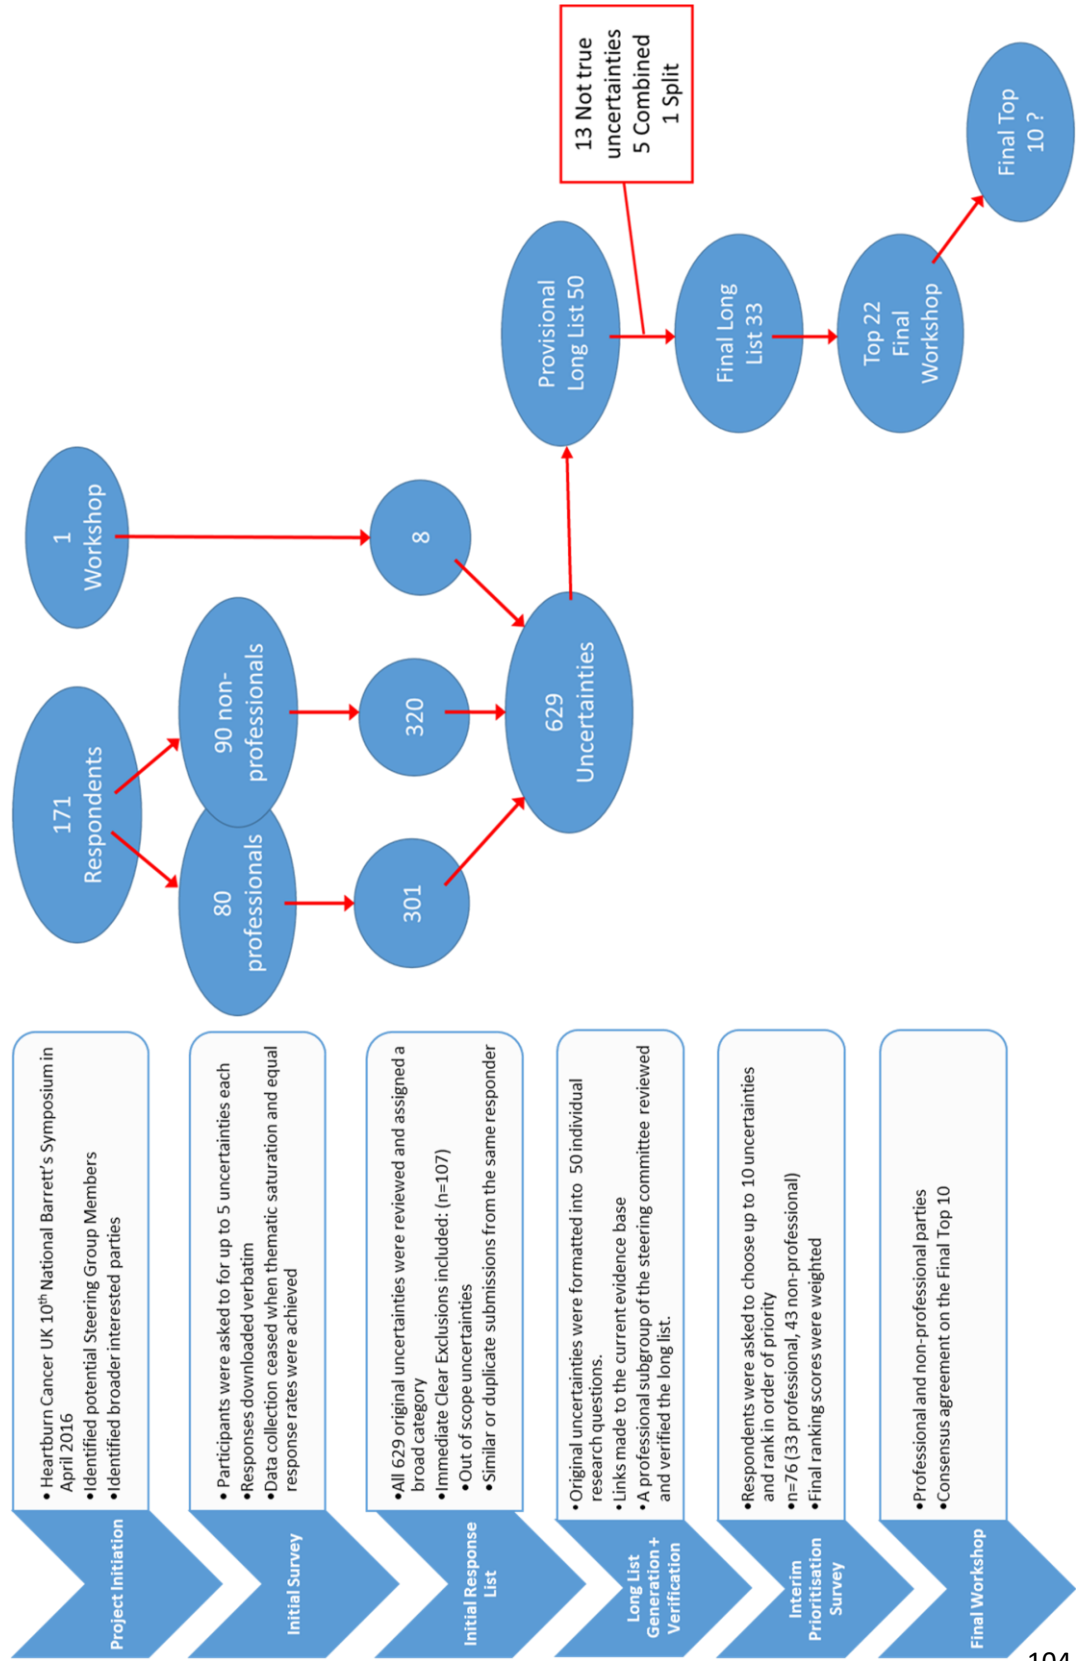 Project Initiation
• Heartburn Cancer UK 10th National Barrett's Symposium in
April 2016
•Identified potential Steering Group Members
•Identified broader interested parties
Initial Survey
• Participants were asked to for up to 5 uncertainties each
•Responses downloaded verbatim
•Data collection ceased when thematic saturation and equal
response rates were achieved
Initial Response
List
•All 629 original uncertainties were reviewed and assigned a
broad category
•Immediate Clear Exclusions included: (n=107)
•Out of scope uncertainties
•Similar or duplicate submissions from the same responder
Long List
Generation +
Verification
•Original uncertainties were formatted into 50 individual
research questions.
•Links made to the current evidence base
•A professional subgroup of the steering committee reviewed
and verified the long list.
Interim
Prioritisation
Survey
•Respondents were asked to choose up to 10 uncertainties
and rank in order of priority
•n=76 (33 professional, 43 non-professional)
•Final ranking scores were weighted
Final Workshop
•Professional and non-professional parties
•Consensus agreement on the Final Top 10
171
Respondents
1
Workshop
80
professionals
90 non-
professionals
301
320
8
629
Uncertainties
Provisional
Long List 50
13 Not true
uncertainties
5 Combined
1 Split
Final Long
List 33
Top 22
Final
Workshop
Final Top
10 ?
104